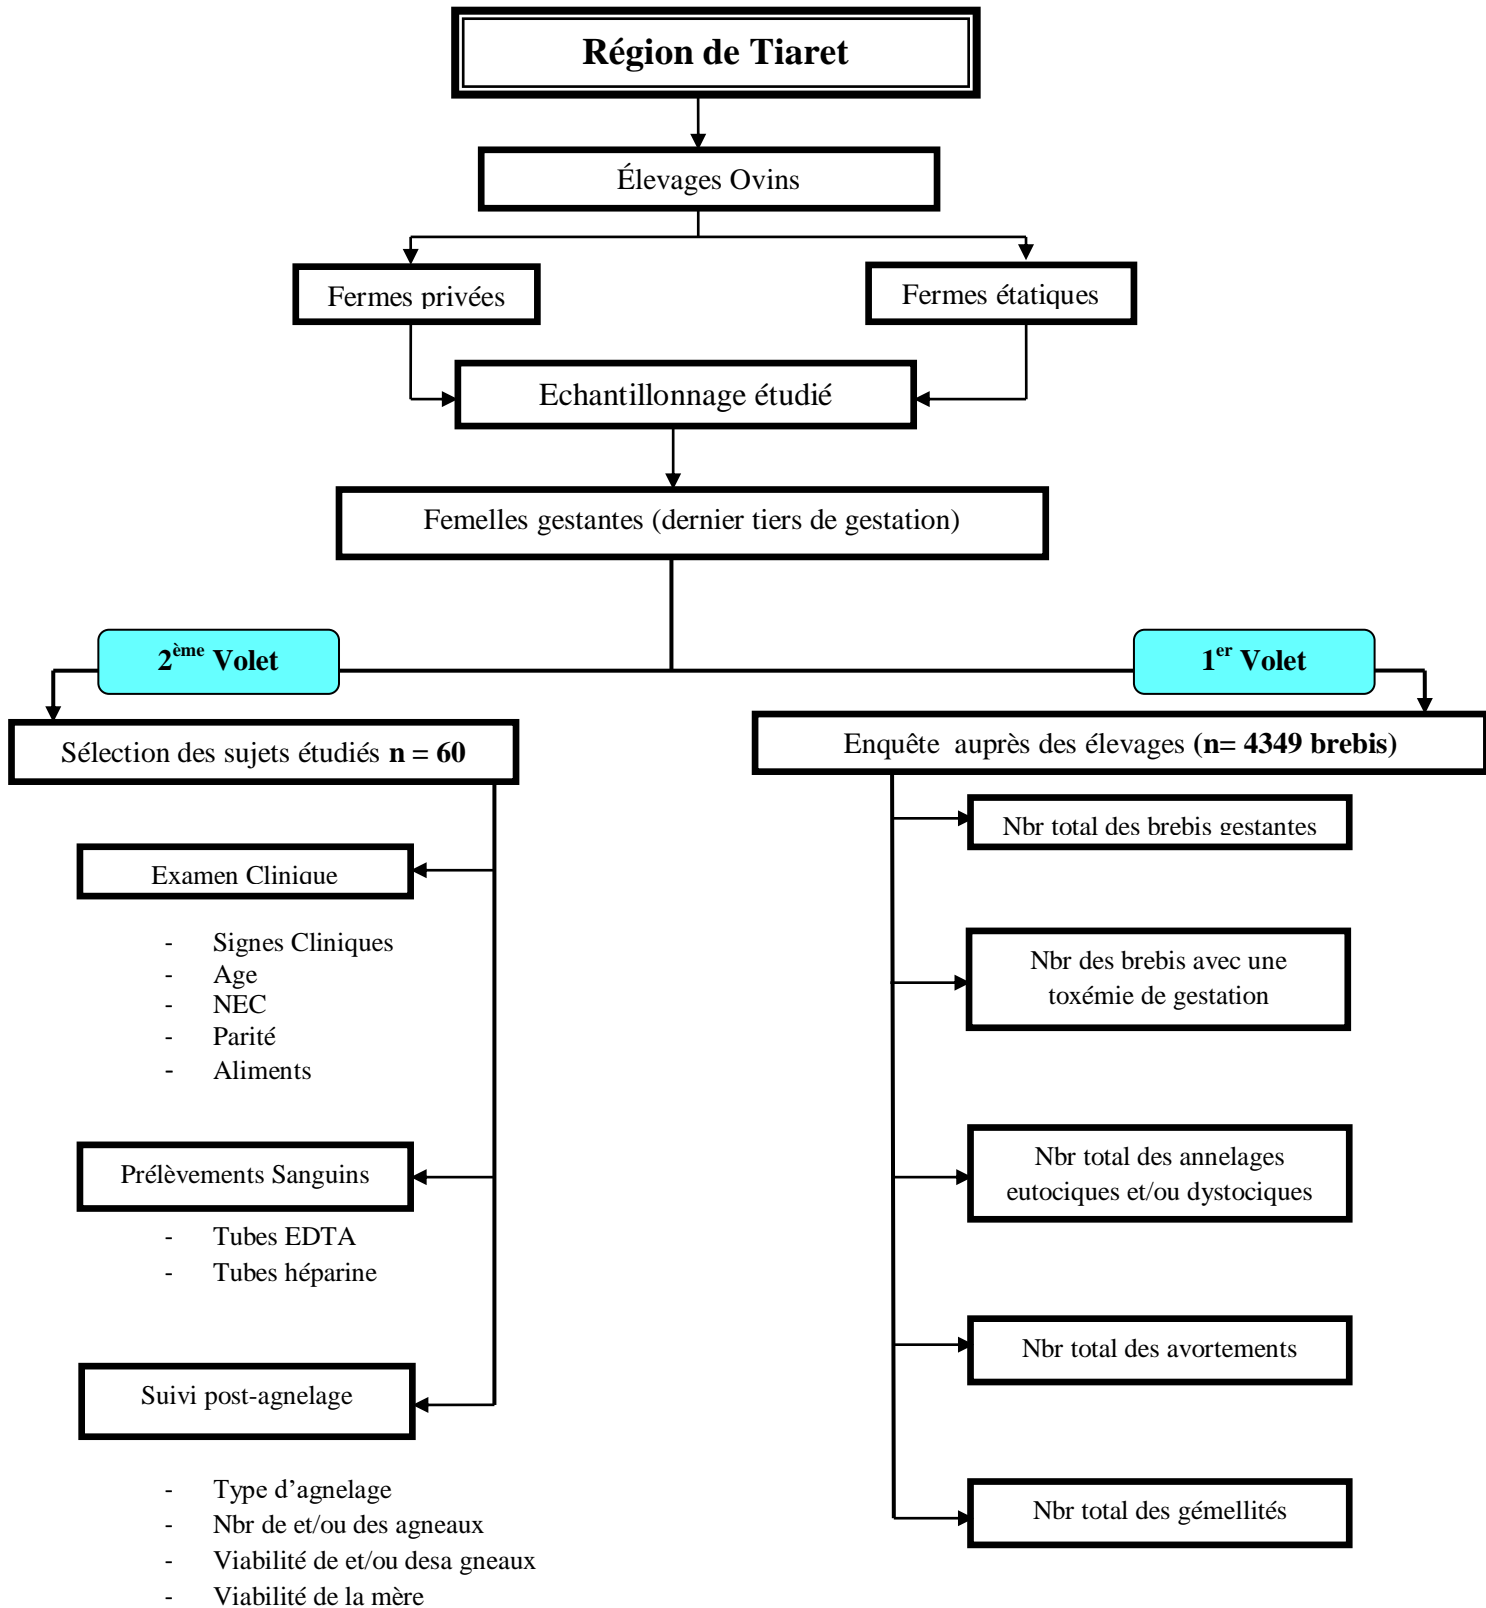 Région de Tiaret
Élevages Ovins
Fermes privées
Fermes étatiques
Echantillonnage étudié
Femelles gestantes (dernier tiers de gestation)
2ème Volet
1er Volet
Sélection des sujets étudiés n = 60
Examen Clinique
- Signes Cliniques
- Age
- NEC
- Parité
- Aliments
Prélèvements Sanguins
- Tubes EDTA
- Tubes héparine
Suivi post-agnelage
- Type d'agnelage
- Nbr de et/ou des agneaux
- Viabilité de et/ou desa gneaux
- Viabilité de la mère
Enquête auprès des élevages (n= 4349 brebis)
Nbr total des brebis gestantes
Nbr des brebis avec une
toxémie de gestation
Nbr total des annelages
eutociques et/ou dystociques
Nbr total des avortements
Nbr total des gémellités